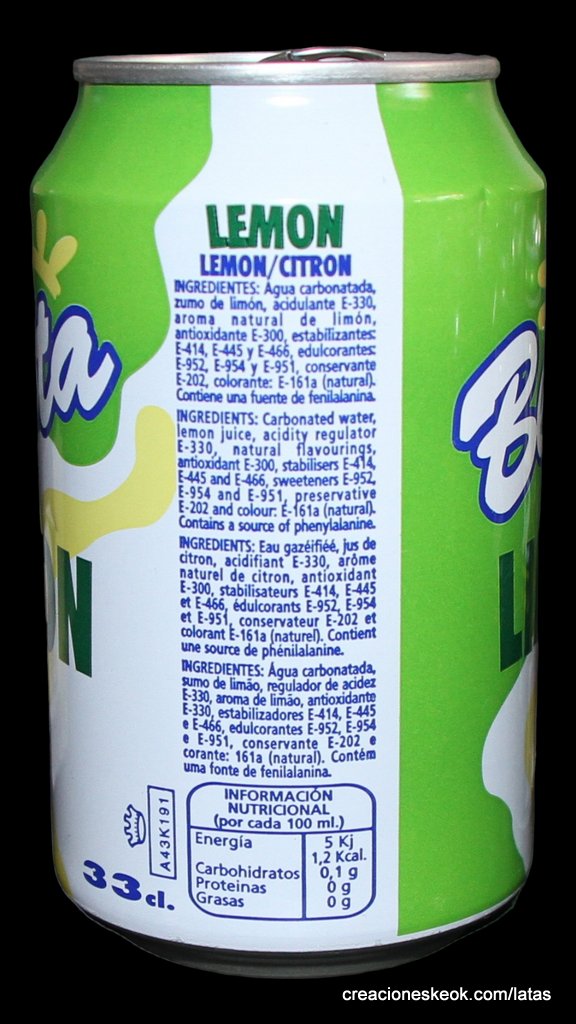 LEMON
LEMON/CITRON
INGREDIENTES: Agua carbonatada,
zumo de limón, acidulante E-330,
aroma natural de limón,
antioxidante E-300, estabilizantes:
E-414, E-445 y E-466, edulcorantes:
E-952, E-954 y E-951, conservante
E-202, colorante: E-161a (natural).
Contiene una fuente de fenilalanina.
INGREDIENTS: Carbonated water,
lemon juice, acidity regulator
E-330, natural flavourings,
antioxidant E-300, stabilisers E-414,
E-445 and E-466, sweeteners E-952,
E-954 and E-951, preservative
E-202 and colour: E-161a (natural).
Contains a source of phenylalanine.
INGREDIENTS: Eau gazéifiéé, jus de
citron, acidifiant E-330, arôme
naturel de citron, antioxidant
E-300, stabilisateurs E-414, E-445
et E-466, édulcorants E-952, E-954
et E-951, conservateur E-202 et
colorant E-161a (naturel). Contient
une source de phénilalanine.
INGREDIENTES: Água carbonatada,
sumo de limão, regulador de acidez
E-330, aroma de limão, antioxidante
E-330, estabilizadores E-414, E-445
e E-466, edulcorantes E-952, E-954
e E-951, conservante E-202 e
corante: 161a (natural). Contém
uma fonte de fenilalanina.
INFORMACIÓN
NUTRICIONAL
(por cada 100 ml.)
Energía 5 Kj
1,2 Kcal.
Carbohidratos 0,1 g
Proteinas 0 g
Grasas 0 g
A43K191
33 cl.
ta
N
B
L
creacioneskeok.com/latas